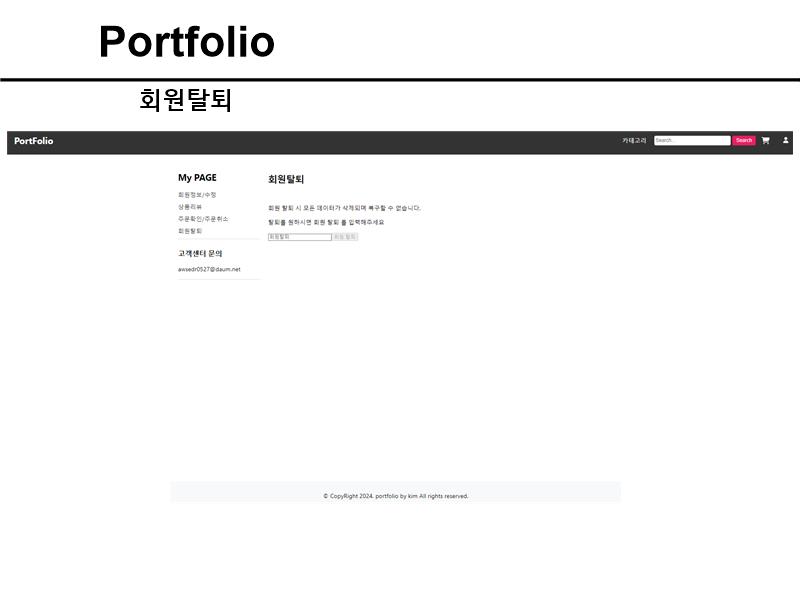 Portfolio
회원탈퇴
PortFolio
카테고리 Search... Search
My PAGE
회원정보/수정
상품리뷰
주문확인/주문취소
회원탈퇴
고객센터 문의
awsedr0527@daum.net
회원탈퇴
회원 탈퇴 시 모든 데이터가 삭제되며 복구할 수 없습니다.
탈퇴를 원하시면 회원 탈퇴 를 입력해주세요
회원탈퇴 회원 탈퇴
© CopyRight 2024. portfolio by kim All rights reserved.